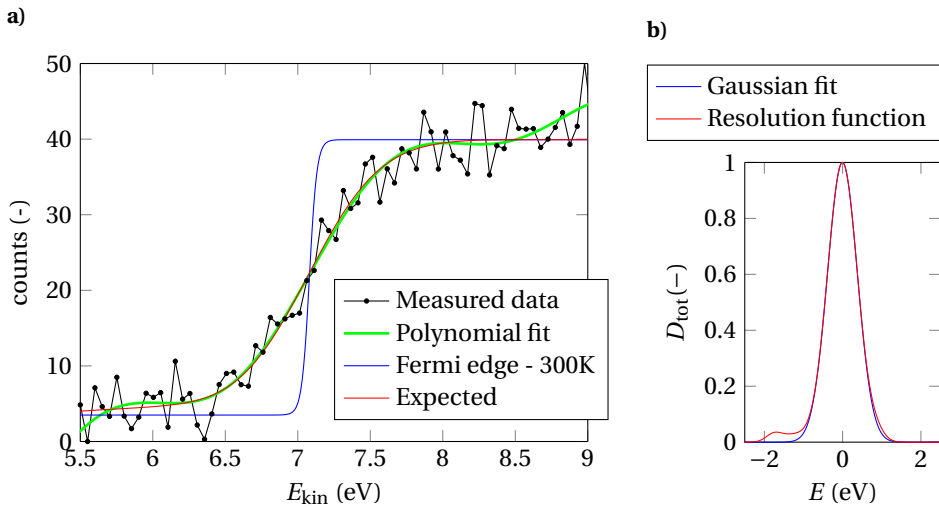 a)
counts (-)
50
40
30
20
10
0
5.5 6 6.5 7 7.5 8 8.5 9
E_kin (eV)
Measured data
Polynomial fit
Fermi edge - 300K
Expected
b)
Gaussian fit
Resolution function
D_tot(−)
1
0.8
0.6
0.4
0.2
0
−2 0 2
E (eV)